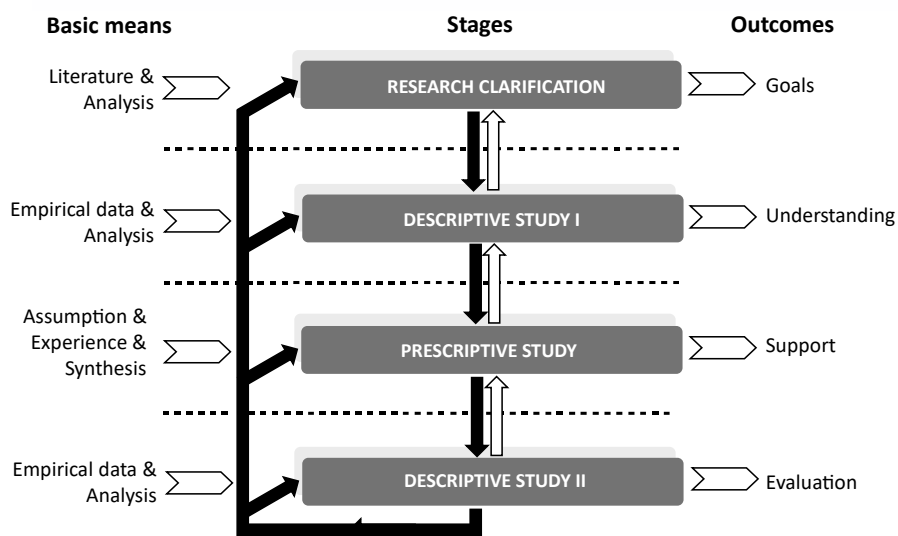 Basic means
Stages
Outcomes
Literature &
Analysis
RESEARCH CLARIFICATION
Goals
Empirical data &
Analysis
DESCRIPTIVE STUDY I
Understanding
Assumption &
Experience &
Synthesis
PRESCRIPTIVE STUDY
Support
Empirical data &
Analysis
DESCRIPTIVE STUDY II
Evaluation